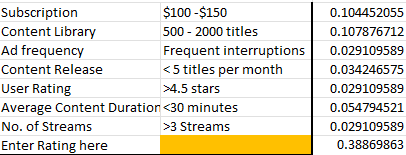 Subscription $100 -$150 0.104452055
Content Library 500 - 2000 titles 0.107876712
Ad frequency Frequent interruptions 0.029109589
Content Release < 5 titles per month 0.034246575
User Rating >4.5 stars 0.029109589
Average Content Duration <30 minutes 0.054794521
No. of Streams >3 Streams 0.029109589
Enter Rating here 0.38869863